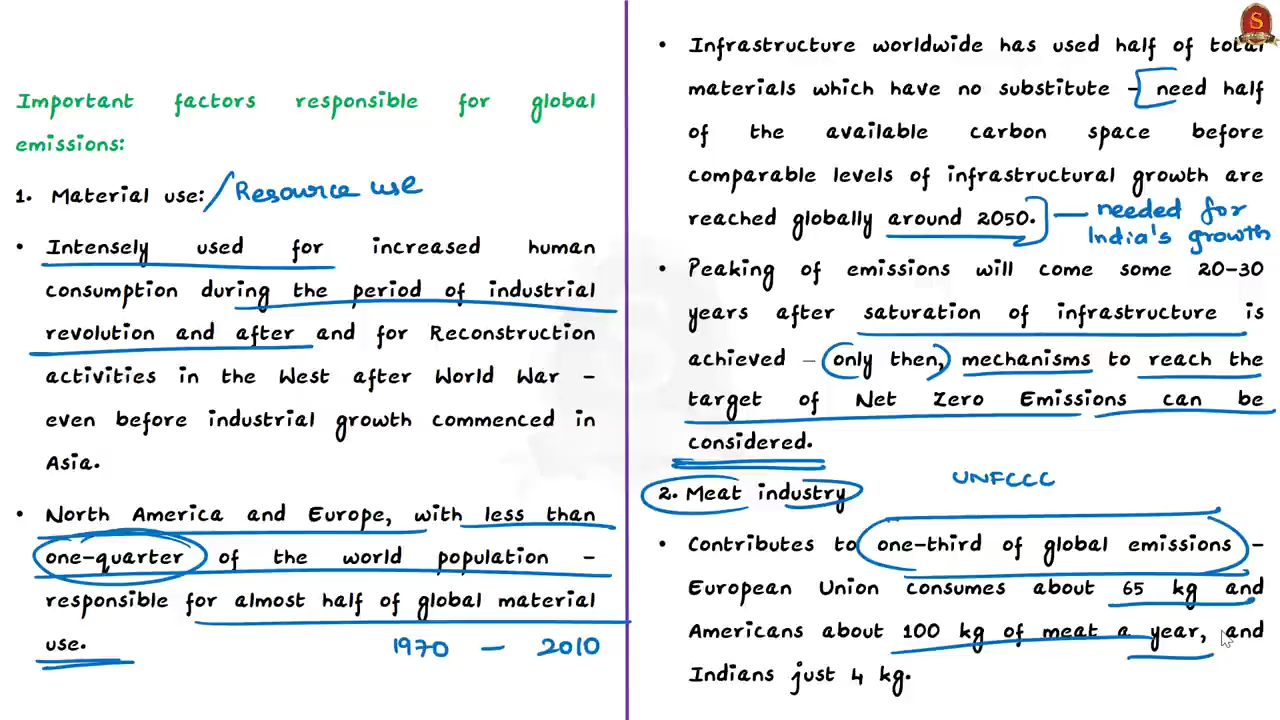 Important factors responsible for global
emissions:
1. Material use: / Resource use
• Intensely used for increased human
consumption during the period of industrial
revolution and after and for Reconstruction
activities in the West after World War -
even before industrial growth commenced in
Asia.
• North America and Europe, with less than
one-quarter of the world population -
responsible for almost half of global material
use.
1970 - 2010
• Infrastructure worldwide has used half of total
materials which have no substitute - need half
of the available carbon space before
comparable levels of infrastructural growth are
reached globally around 2050.
needed for
India's growth
• Peaking of emissions will come some 20-30
years after saturation of infrastructure is
achieved - only then, mechanisms to reach the
target of Net Zero Emissions can be
considered.
2. Meat industry
UNFCCC
• Contributes to one-third of global emissions -
European Union consumes about 65 kg and
Americans about 100 kg of meat a year, and
Indians just 4 kg.